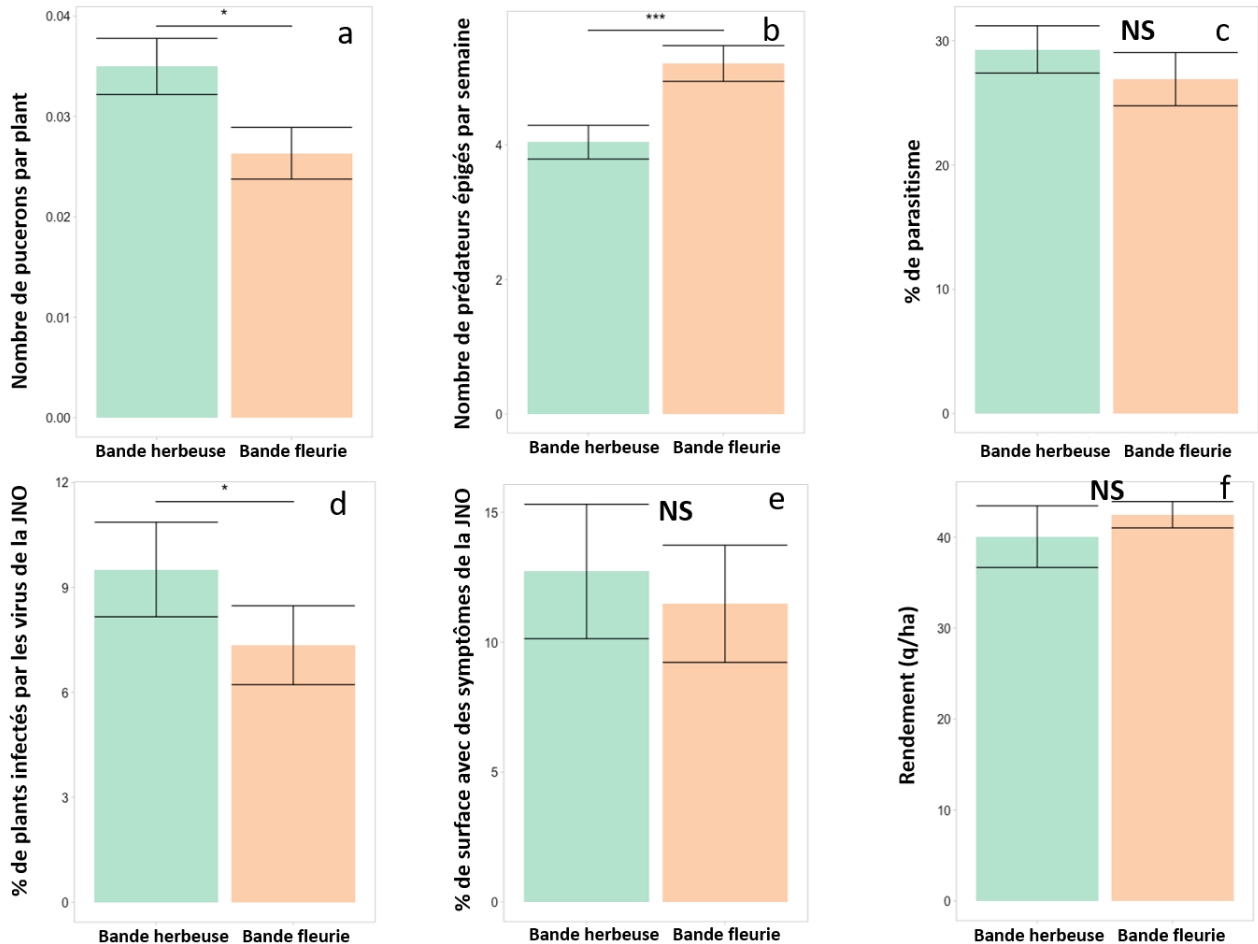 Nombre de pucerons par plant
0.04
0.03
0.02
0.01
0.00
*
a
Bande herbeuse Bande fleurie
Nombre de prédateurs épigés par semaine
4
2
0
***
b
Bande herbeuse Bande fleurie
% de parasitisme
30
20
10
0
NS
c
Bande herbeuse Bande fleurie
% de plants infectés par les virus de la JNO
12
9
6
3
0
*
d
Bande herbeuse Bande fleurie
% de surface avec des symptômes de la JNO
15
10
5
0
NS
e
Bande herbeuse Bande fleurie
Rendement (q/ha)
40
30
20
10
0
NS
f
Bande herbeuse Bande fleurie